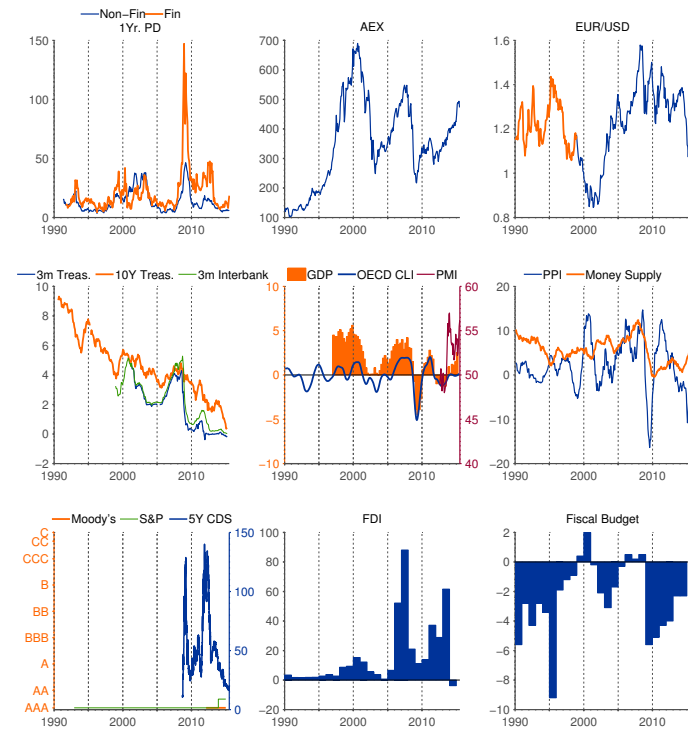 Non−Fin Fin
1Yr. PD AEX EUR/USD
150 700 1.6
600
100 1.4
500
400 1.2
50 300 1
200
0 100 0.8
1990 2000 2010 1990 2000 2010 1990 2000 2010
3m Treas. 10Y Treas. 3m Interbank GDP OECD CLI PMI PPI Money Supply
10 10 60 20
8
6 5 55 10
4 0 50 0
2
0 −5 45 −10
−2 −10 40 −20
1990 2000 2010 1990 2000 2010 1990 2000 2010
Moody's S&P 5Y CDS FDI Fiscal Budget
C 150 100 2
CC
CCC 80 0
B 100 60 −2
BB 40 −4
BBB 50 20 −6
A
AA 0 −8
AAA 0 −20 −10
1990 2000 2010 1990 2000 2010 1990 2000 2010